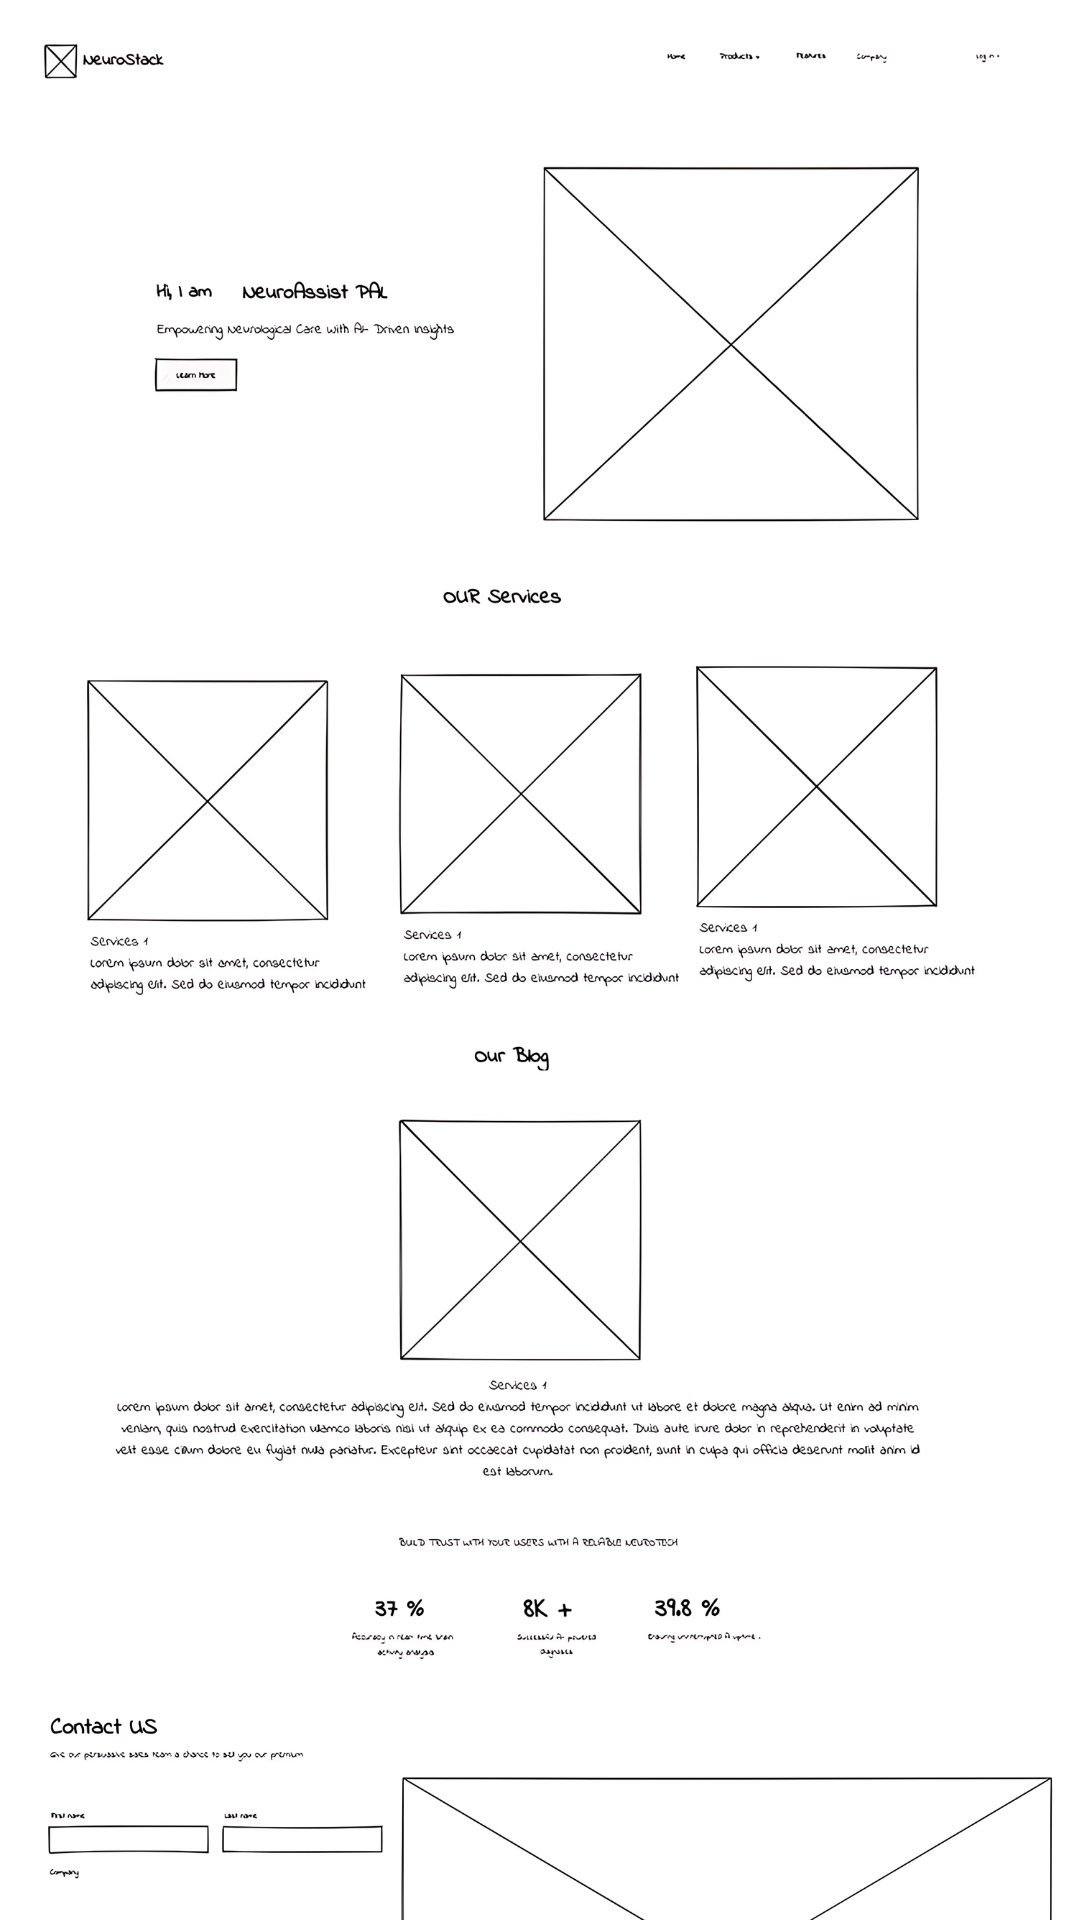 NeuroStack
Home Products Features Company Log in
Hi, I am NeuroAssist PAL
Empowering Neurological Care with AI- Driven Insights
Learn More
OUR Services
Services 1
Lorem ipsum dolor sit amet, consectetur
adipiscing elit. Sed do eiusmod tempor incididunt
Services 1
Lorem ipsum dolor sit amet, consectetur
adipiscing elit. Sed do eiusmod tempor incididunt
Services 1
Lorem ipsum dolor sit amet, consectetur
adipiscing elit. Sed do eiusmod tempor incididunt
Our Blog
Services 1
Lorem ipsum dolor sit amet, consectetur adipiscing elit. Sed do eiusmod tempor incididunt ut labore et dolore magna aliqua. Ut enim ad minim
veniam, quis nostrud exercitation ullamco laboris nisi ut aliquip ex ea commodo consequat. Duis aute irure dolor in reprehenderit in voluptate
velit esse cillum dolore eu fugiat nulla pariatur. Excepteur sint occaecat cupidatat non proident, sunt in culpa qui officia deserunt mollit anim id
est laborum.
BUILD TRUST WITH YOUR USERS WITH A RELIABLE NEUROTECH
37 % 8K + 39.8 %
Accuracy in real- time brain
activity analysis
Successful AI- powered
diagnoses
Ensuring uninterrupted AI uptime .
Contact US
Give our persuasive sales team a chance to sell you our premium
First name Last name
Company